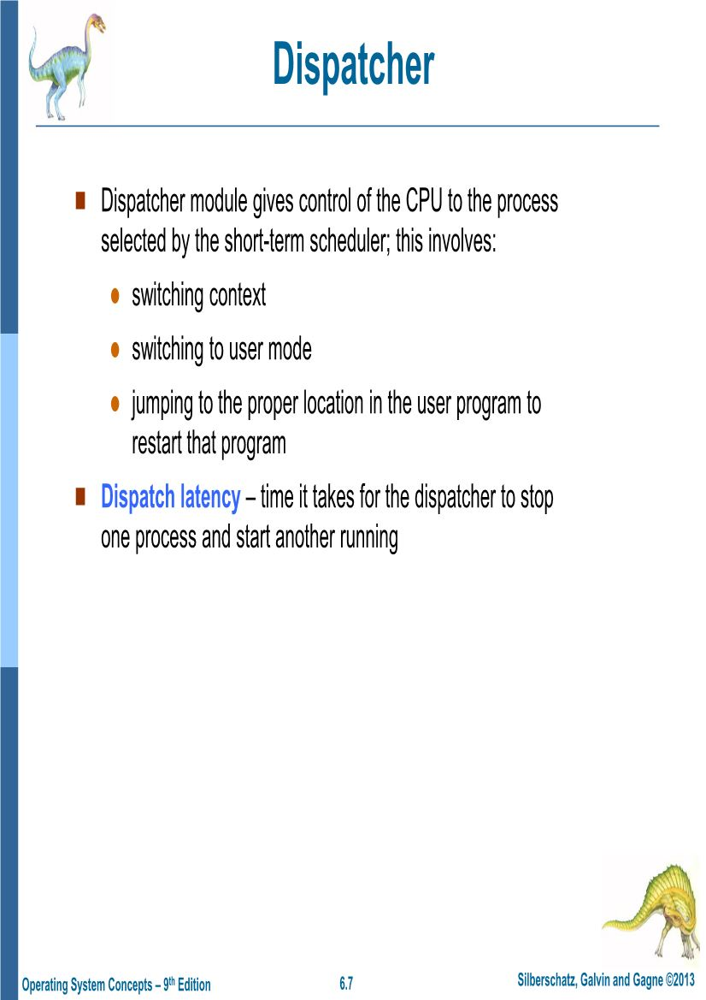 Dispatcher
Dispatcher module gives control of the CPU to the process
selected by the short-term scheduler; this involves:
switching context
switching to user mode
jumping to the proper location in the user program to
restart that program
Dispatch latency – time it takes for the dispatcher to stop
one process and start another running
Operating System Concepts – 9th Edition
6.7
Silberschatz, Galvin and Gagne ©2013